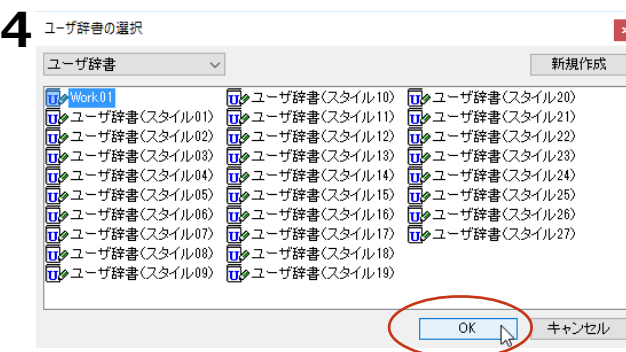 4
ユーザ辞書の選択
ユーザ辞書
新規作成
Work01
ユーザ辞書(スタイル01)
ユーザ辞書(スタイル02)
ユーザ辞書(スタイル03)
ユーザ辞書(スタイル04)
ユーザ辞書(スタイル05)
ユーザ辞書(スタイル06)
ユーザ辞書(スタイル07)
ユーザ辞書(スタイル08)
ユーザ辞書(スタイル09)
ユーザ辞書(スタイル10)
ユーザ辞書(スタイル11)
ユーザ辞書(スタイル12)
ユーザ辞書(スタイル13)
ユーザ辞書(スタイル14)
ユーザ辞書(スタイル15)
ユーザ辞書(スタイル16)
ユーザ辞書(スタイル17)
ユーザ辞書(スタイル18)
ユーザ辞書(スタイル19)
ユーザ辞書(スタイル20)
ユーザ辞書(スタイル21)
ユーザ辞書(スタイル22)
ユーザ辞書(スタイル23)
ユーザ辞書(スタイル24)
ユーザ辞書(スタイル25)
ユーザ辞書(スタイル26)
ユーザ辞書(スタイル27)
OK
キャンセル